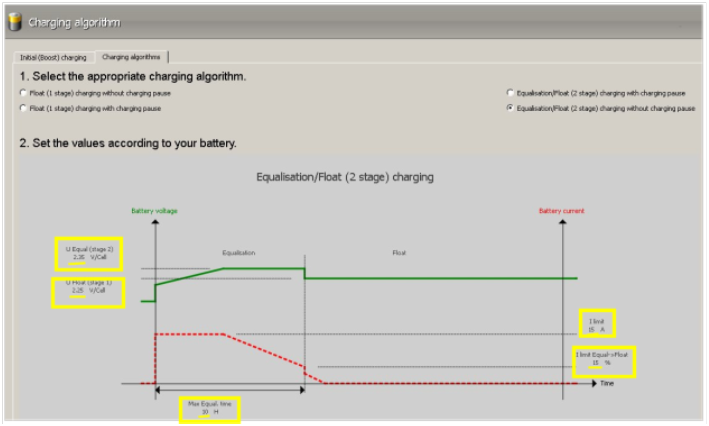 Charging algorithm
Initial (Boost) charging
Charging algorithms
1. Select the appropriate charging algorithm.
Float (1 stage) charging without charging pause
Equalisation/Float (2 stage) charging with charging pause
Float (1 stage) charging with charging pause
Equalisation/Float (2 stage) charging without charging pause
2. Set the values according to your battery.
Equalisation/Float (2 stage) charging
Battery voltage
Battery current
U Equal (stage 2)
2.35 V/Cell
Equalisation
Float
U Float (stage 1)
2.25 V/Cell
I limit
15 A
I limit Equal->Float
15 %
Time
Max Equal. time
10 H